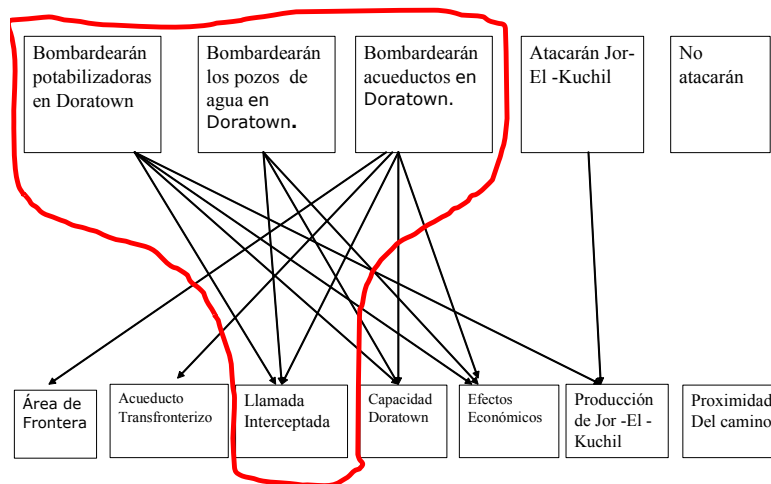 Bombardearán
potabilizadoras
en Doratown
Bombardearán
los pozos de
agua en
Doratown.
Bombardearán
acueductos en
Doratown.
Atacarán Jor-
El -Kuchil
No
atacarán
Área de
Frontera
Acueducto
Transfronterizo
Llamada
Interceptada
Capacidad
Doratown
Efectos
Económicos
Producción
de Jor -El -
Kuchil
Proximidad
Del camino